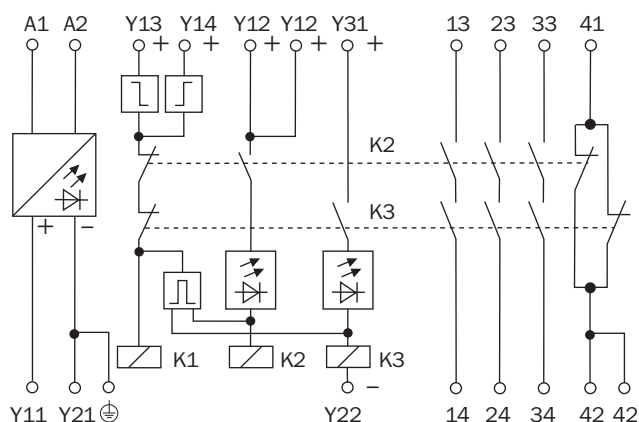 A1 A2 Y13 Y14 Y12 Y12 Y31 13 23 33 41
+ + + + +
K2
K3
+ −
K1 K2 K3
−
Y11 Y21 Y22 14 24 34 42 42